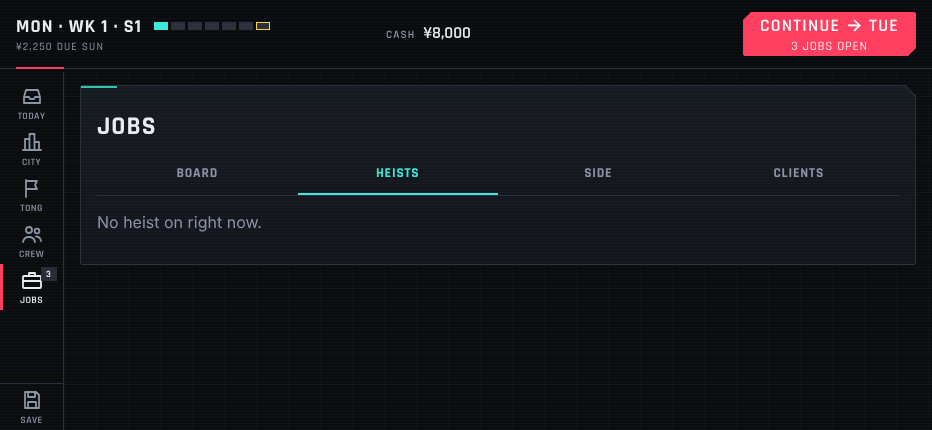 MON · WK 1 · S1
¥2,250 DUE SUN
CASH ¥8,000
CONTINUE → TUE
3 JOBS OPEN
TODAY
CITY
TONG
CREW
3
JOBS
SAVE
JOBS
BOARD HEISTS SIDE CLIENTS
No heist on right now.